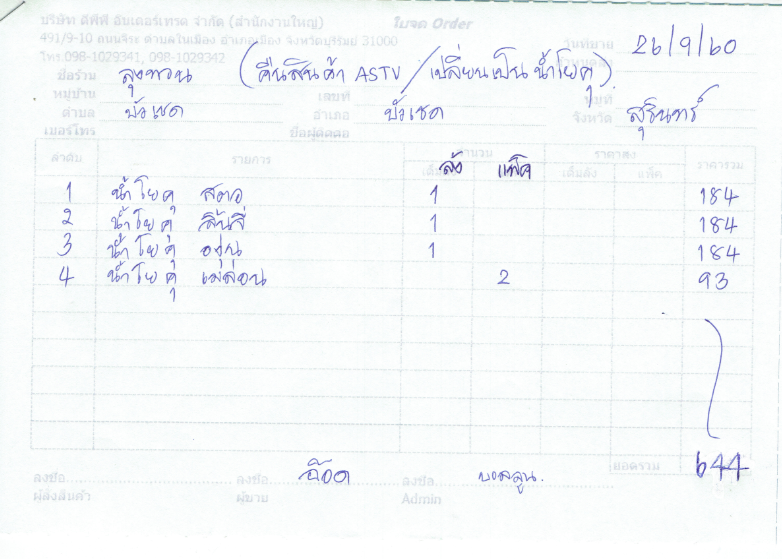 บริษัท ดีพีพี อินเตอร์เทรด จำกัด (สำนักงานใหญ่) ใบจด Order
491/9-10 ถนนจิระ ตำบลในเมือง อำเภอเมือง จังหวัดบุรีรัมย์ 31000
โทร.098-1029341, 098-1029342 วันที่ขาย 26/9/60
ชื่อร้าน ลุงทวน (คืนสินค้า ASTV/เปลี่ยนเป็นน้ำโยคุ)
หมู่บ้าน เลขที่ หมู่ที่
ตำบล บัวเชด อำเภอ บัวเชด จังหวัด สุรินทร์
เบอร์โทร ชื่อผู้ติดต่อ
ลำดับ รายการ จำนวน ราคาส่ง ราคารวม
ลัง แพ็ค เต็มลัง แพ็ค
1 น้ำโยคุ สตอ 1 184
2 น้ำโยคุ ลิ้นจี่ 1 184
3 น้ำโยคุ องุ่น 1 184
4 น้ำโยคุ เมล่อน 2 93
ยอดรวม 644
ลงชื่อ ลงชื่อ อ๊อด ลงชื่อ บอลลูน.
ผู้สั่งสินค้า ผู้ขาย Admin